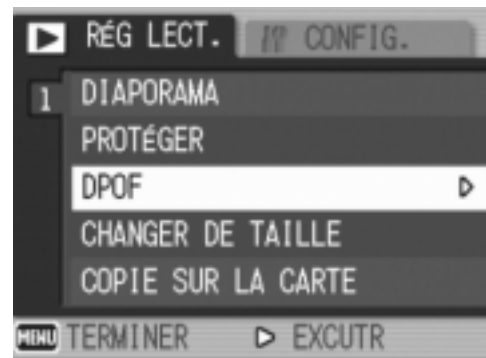 RÉG LECT. CONFIG.
1 DIAPORAMA
PROTÉGER
DPOF
CHANGER DE TAILLE
COPIE SUR LA CARTE
MENU TERMINER EXCUTR